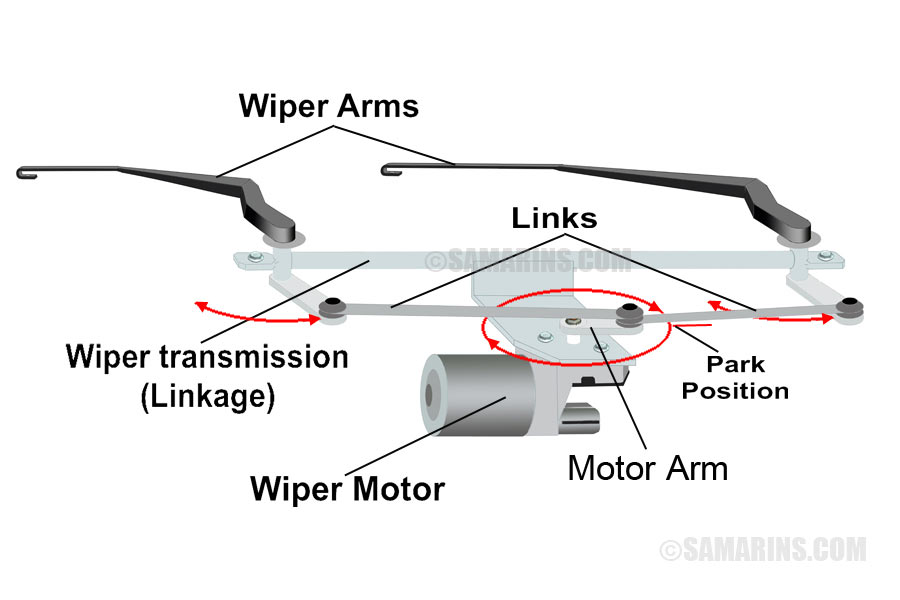 Wiper Arms
Links
©SAMARINS.COM
Wiper transmission
(Linkage)
Park
Position
Motor Arm
Wiper Motor
©SAMARINS.COM